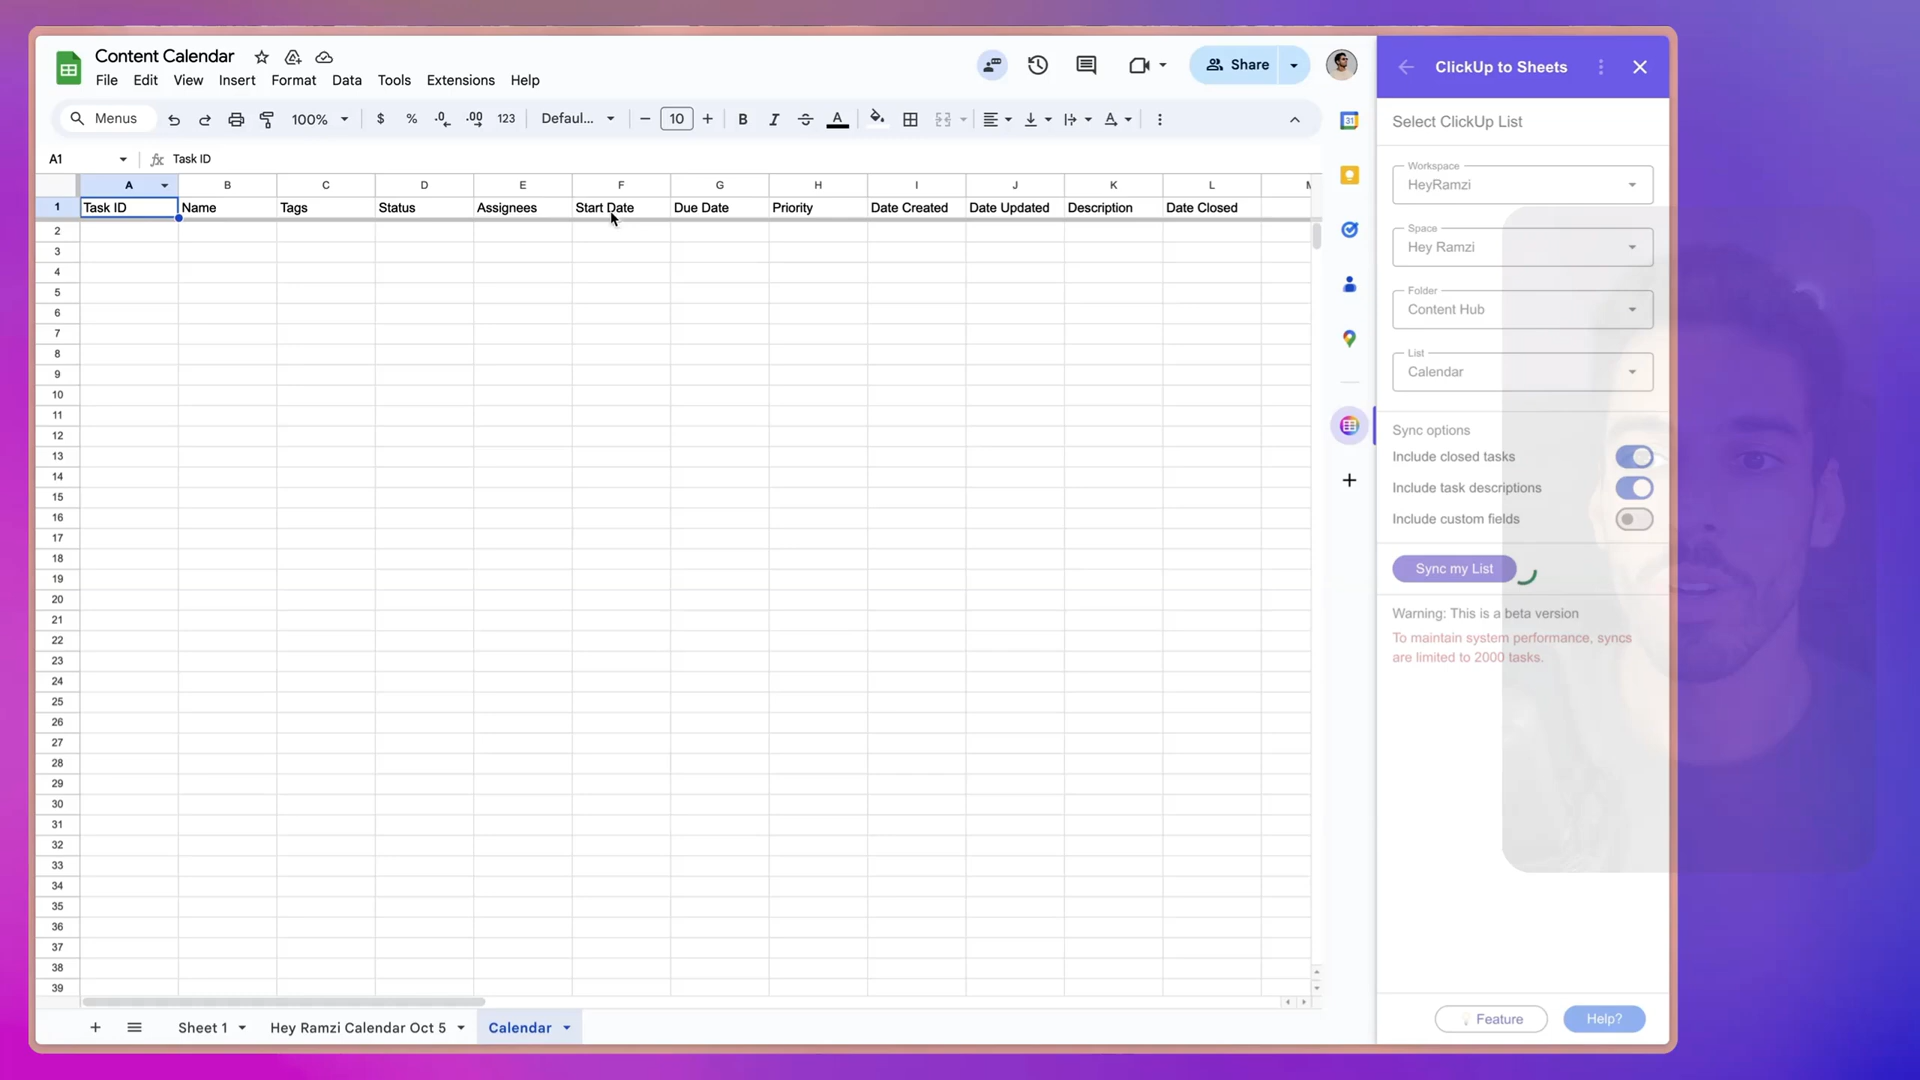 Content Calendar
File Edit View Insert Format Data Tools Extensions Help
Share
Menus 100% $ % .0 .00 123 Defaul... 10 B I S A
A1 fx Task ID
A B C D E F G H I J K L
1 Task ID Name Tags Status Assignees Start Date Due Date Priority Date Created Date Updated Description Date Closed
2
3
4
5
6
7
8
9
10
11
12
13
14
15
16
17
18
19
20
21
22
23
24
25
26
27
28
29
30
31
32
33
34
35
36
37
38
39
Sheet 1 Hey Ramzi Calendar Oct 5 Calendar
31
ClickUp to Sheets
Select ClickUp List
Workspace
HeyRamzi
Space
Hey Ramzi
Folder
Content Hub
List
Calendar
Sync options
Include closed tasks
Include task descriptions
Include custom fields
Sync my List
Warning: This is a beta version
To maintain system performance, syncs
are limited to 2000 tasks.
Feature Help?